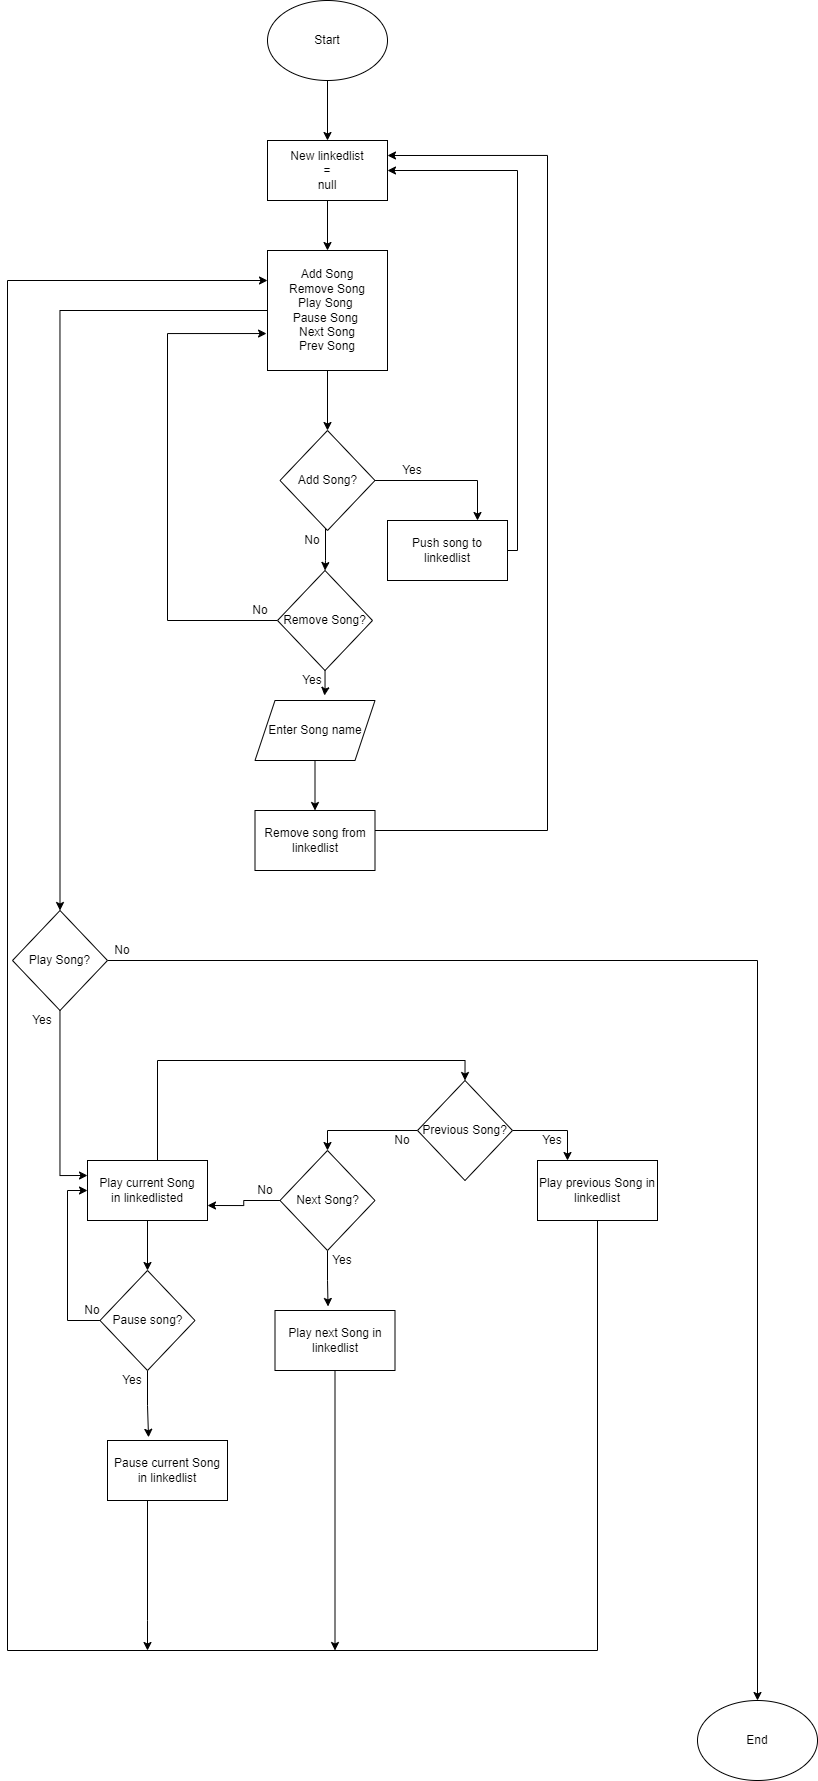 Start
New linkedlist
=
null
Add Song
Remove Song
Play Song
Pause Song
Next Song
Prev Song
Add Song?
Yes
Push song to
linkedlist
No
Remove Song?
No
Yes
Enter Song name
Remove song from
linkedlist
Play Song?
No
Yes
Previous Song?
No
Yes
Play previous Song in
linkedlist
Play current Song
in linkedlisted
Next Song?
No
Yes
Play next Song in
linkedlist
Pause song?
No
Yes
Pause current Song
in linkedlist
End